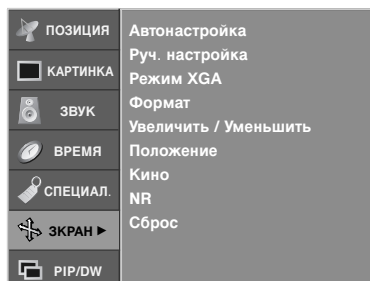 ПОЗИЦИЯ
КАРТИНКА
ЗВУК
ВРЕМЯ
СПЕЦИАЛ.
ЗКРАН ►
PIP/DW
Автонастройка
Руч. настройка
Режим XGA
Формат
Увеличить / Уменьшить
Положение
Кино
NR
Сброс